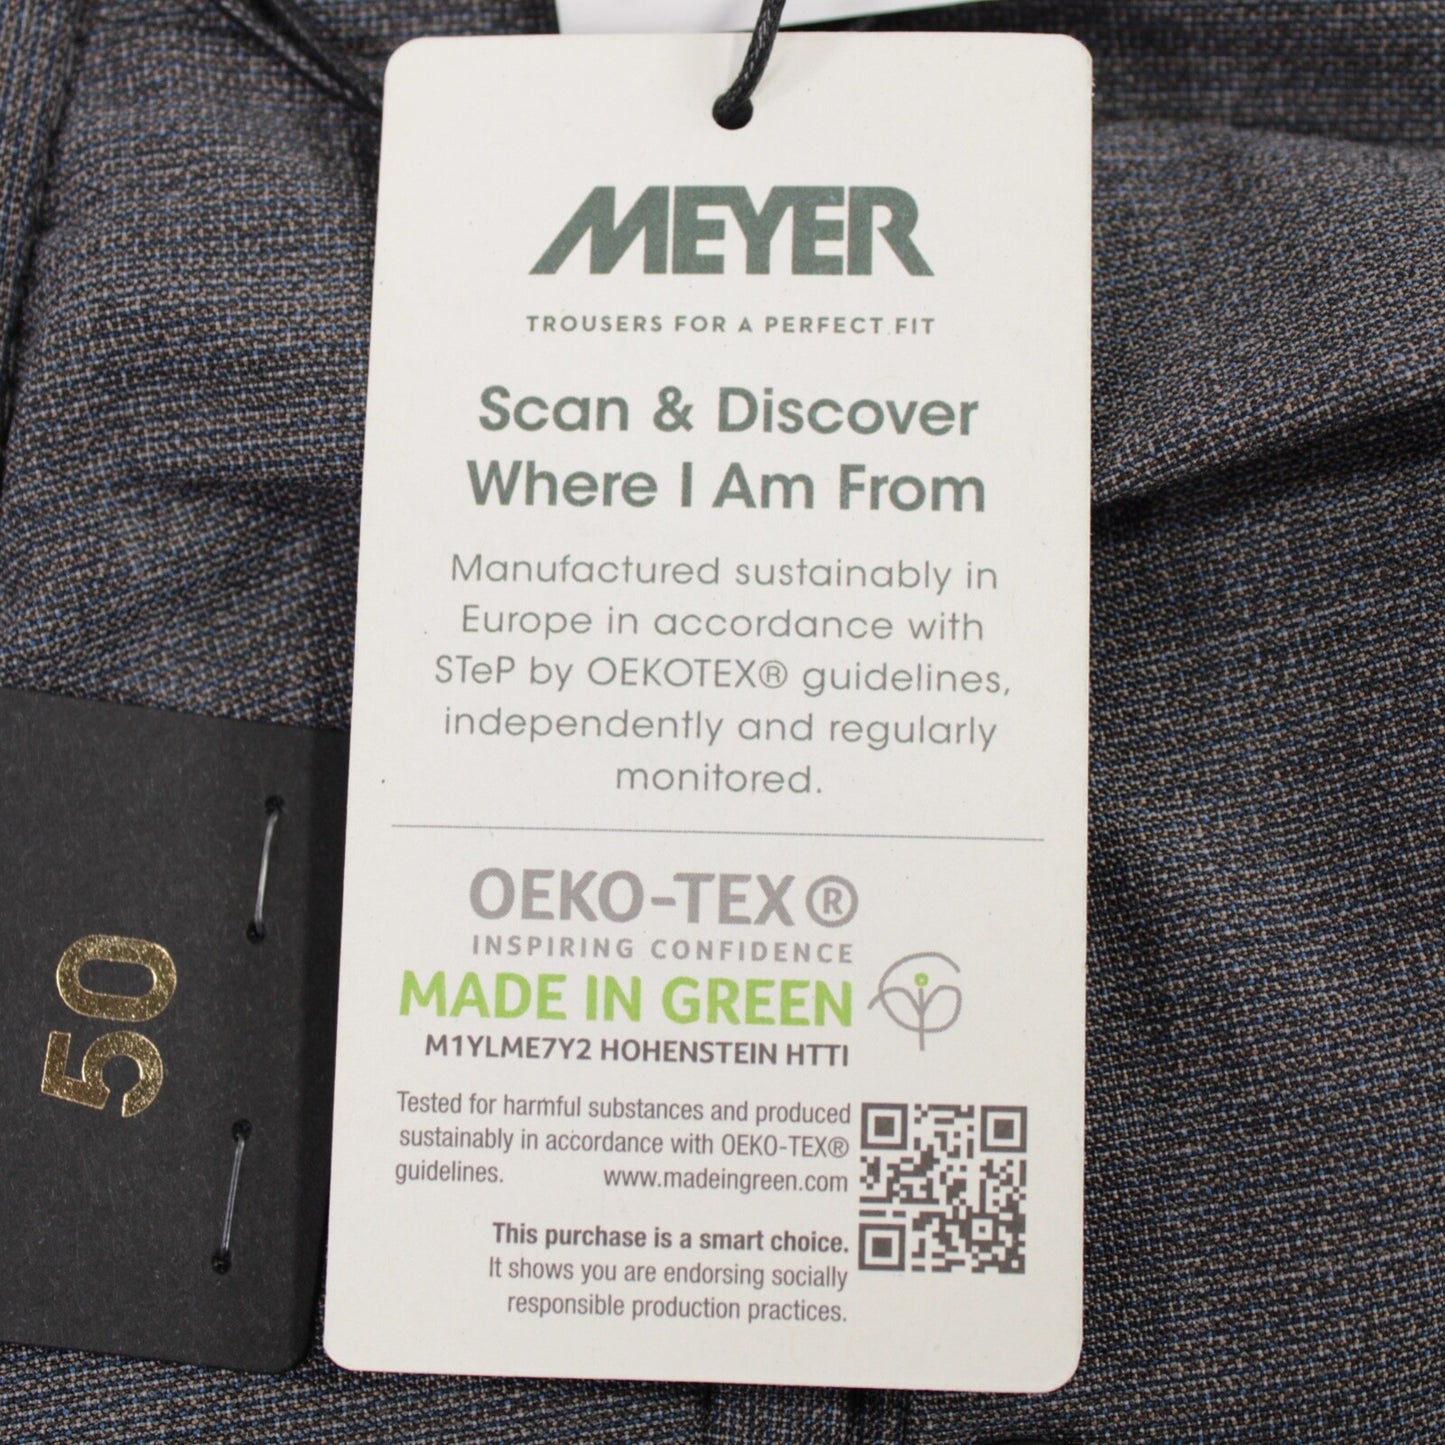 MEYER
TROUSERS FOR A PERFECT FIT
Scan & Discover
Where I Am From
Manufactured sustainably in
Europe in accordance with
STeP by OEKOTEX® guidelines,
independently and regularly
monitored.
OEKO-TEX®
INSPIRING CONFIDENCE
MADE IN GREEN
M1YLME7Y2 HOHENSTEIN HTTI
Tested for harmful substances and produced
sustainably in accordance with OEKO-TEX®
guidelines. www.madeingreen.com
This purchase is a smart choice.
It shows you are endorsing socially
responsible production practices.
50